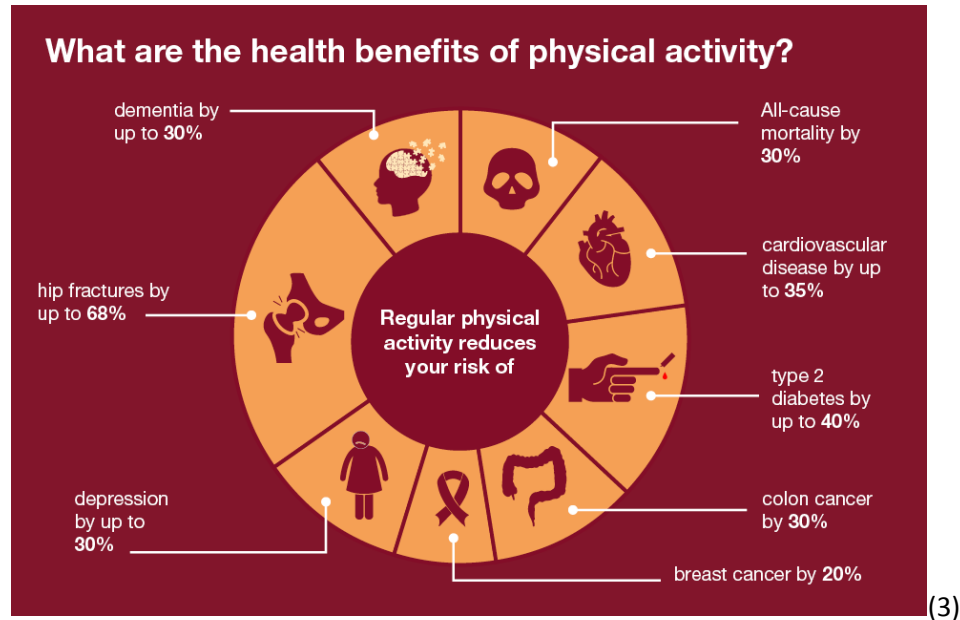 What are the health benefits of physical activity?
dementia by
up to 30%
All-cause
mortality by
30%
cardiovascular
disease by up
to 35%
hip fractures by
up to 68%
Regular physical
activity reduces
your risk of
type 2
diabetes by
up to 40%
depression
by up to
30%
colon cancer
by 30%
breast cancer by 20%
(3)